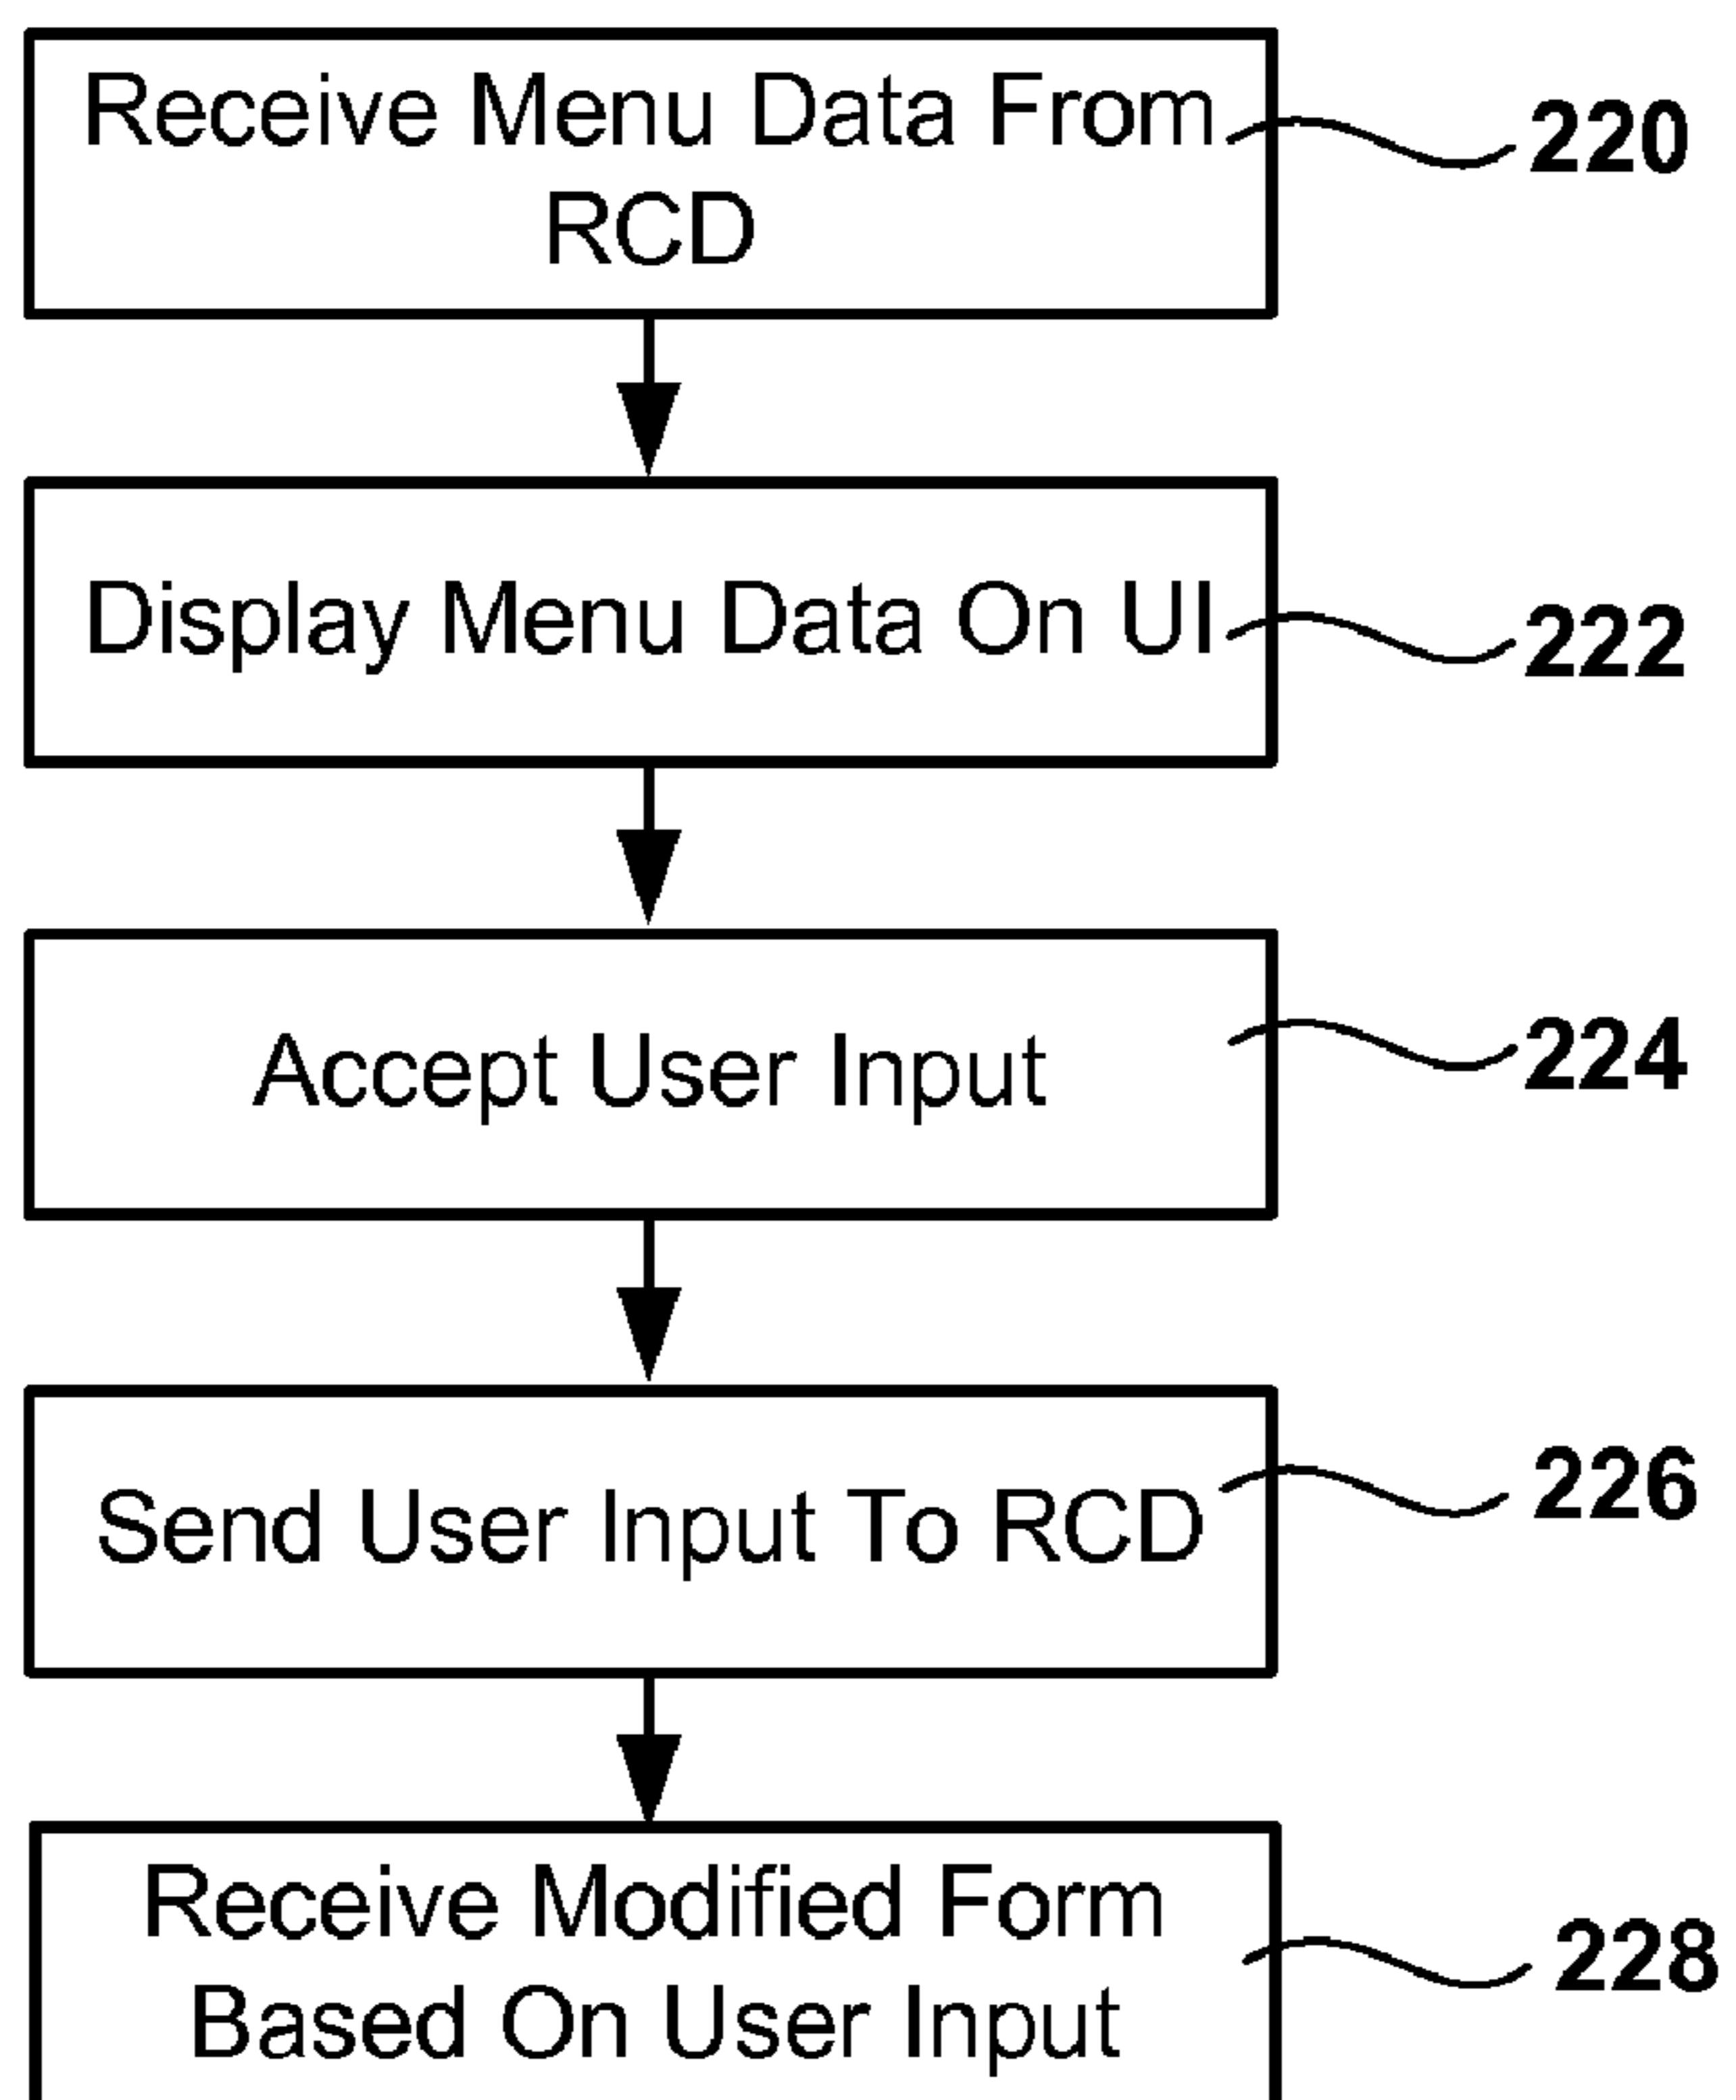 Receive Menu Data From
RCD
220
Display Menu Data On UI
222
Accept User Input
224
Send User Input To RCD
226
Receive Modified Form
Based On User Input
228